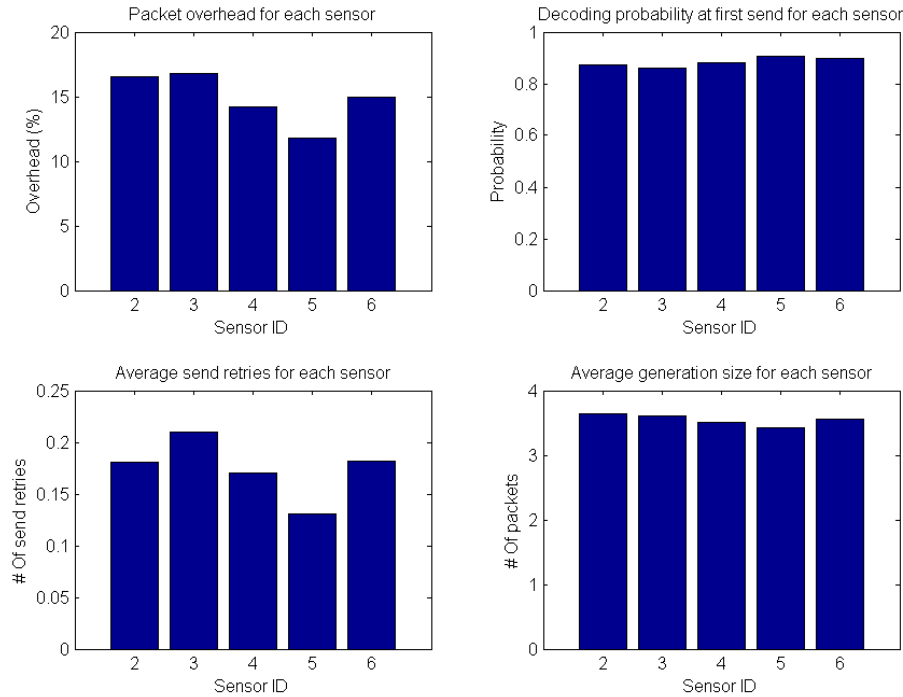 Packet overhead for each sensor
20
15
10
5
0
Overhead (%)
2 3 4 5 6
Sensor ID
Decoding probability at first send for each sensor
1
0.8
0.6
0.4
0.2
0
Probability
2 3 4 5 6
Sensor ID
Average send retries for each sensor
0.25
0.2
0.15
0.1
0.05
0
# Of send retries
2 3 4 5 6
Sensor ID
Average generation size for each sensor
4
3
2
1
0
# Of packets
2 3 4 5 6
Sensor ID